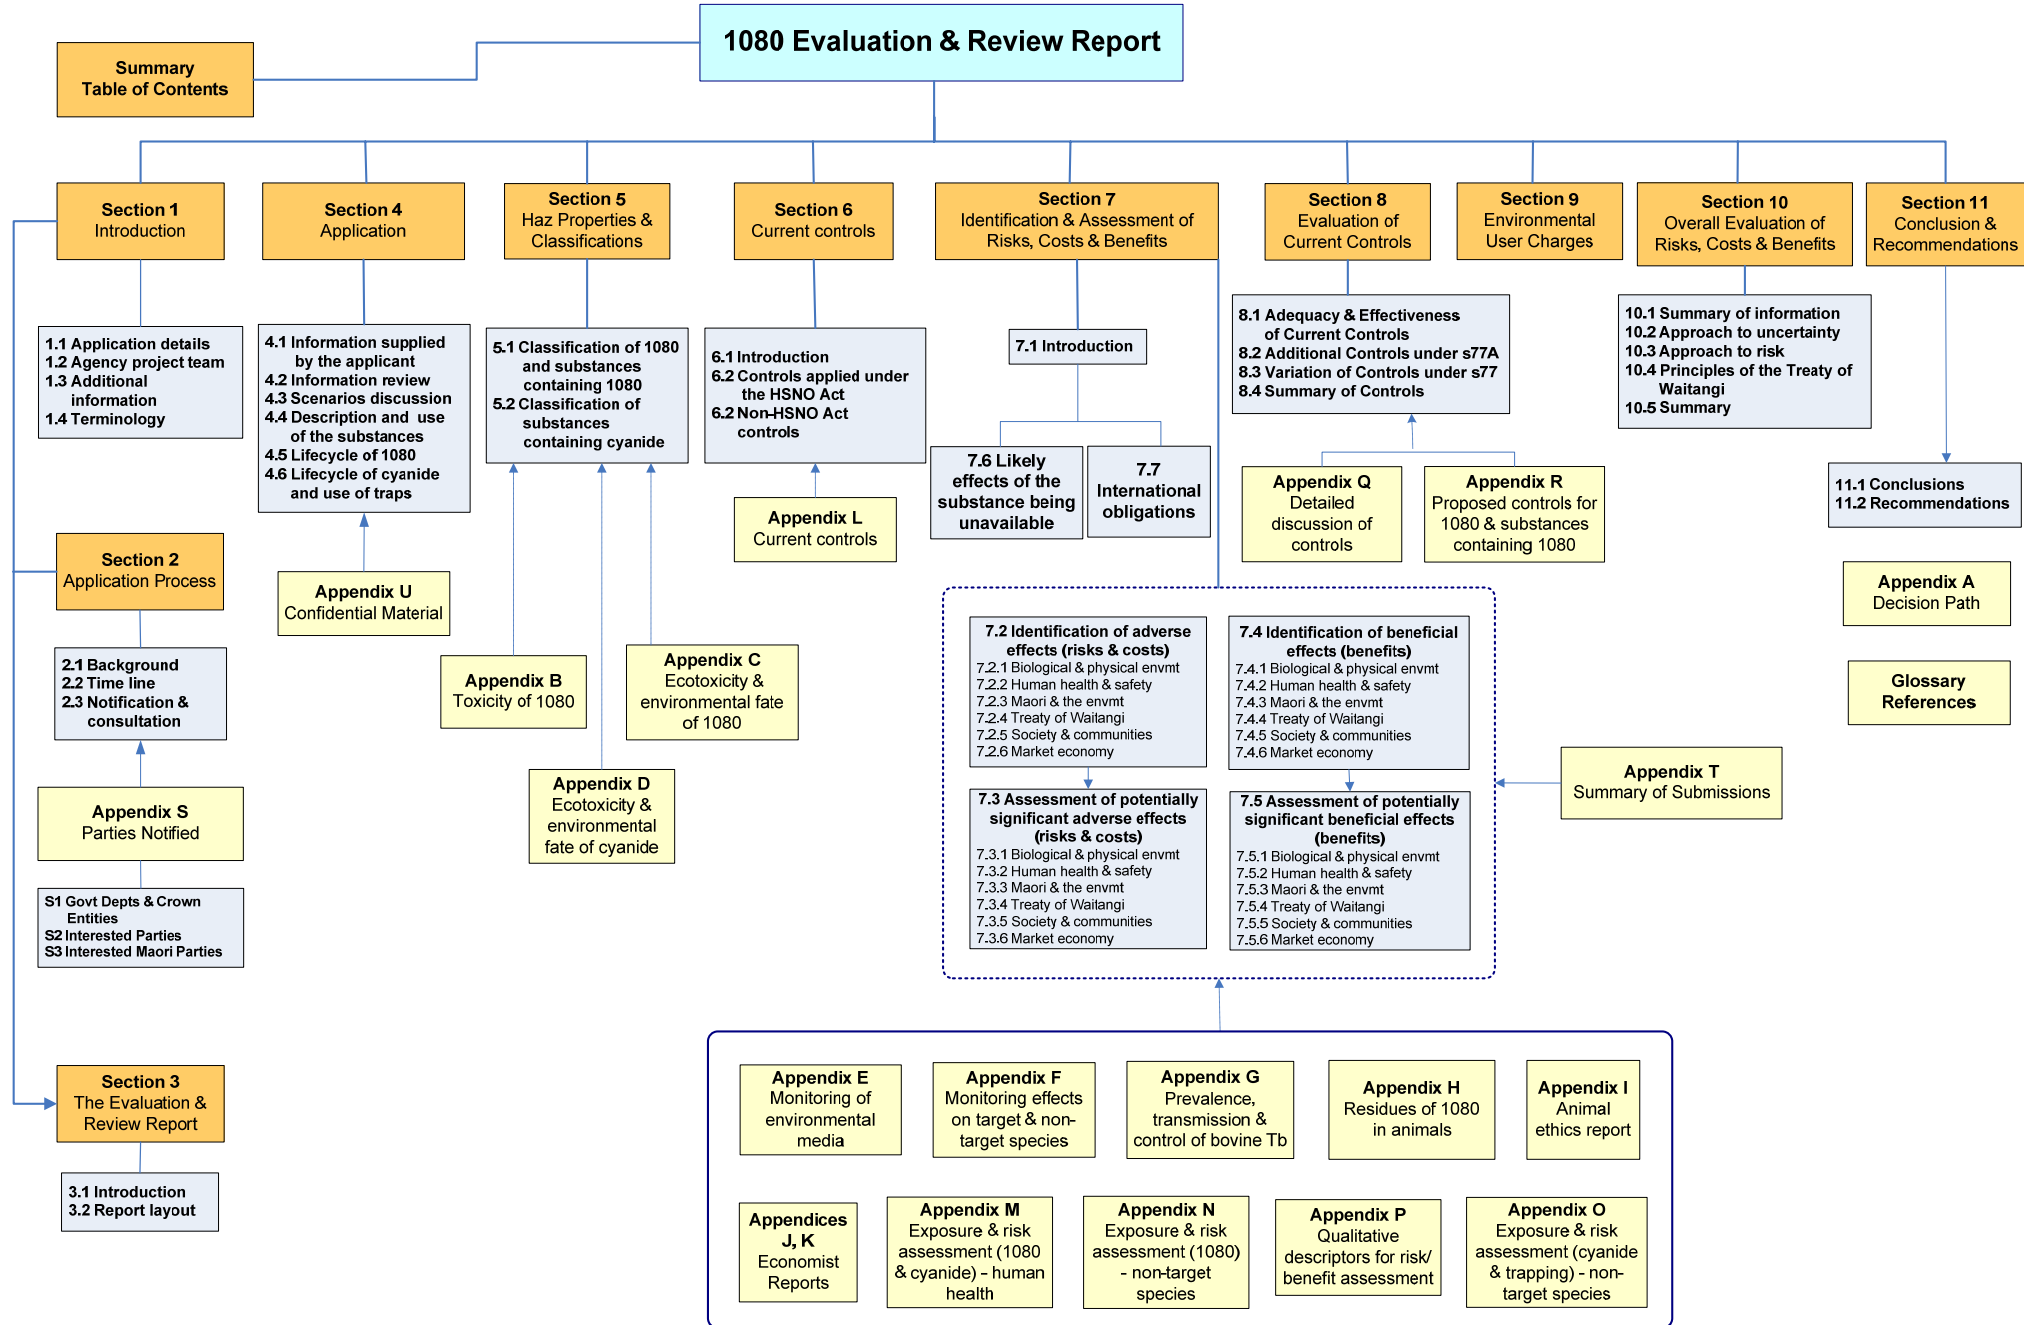 1080 Evaluation & Review Report
Summary
Table of Contents
Section 1
Introduction
1.1 Application details
1.2 Agency project team
1.3 Additional
information
1.4 Terminology
Section 2
Application Process
2.1 Background
2.2 Time line
2.3 Notification &
consultation
Appendix S
Parties Notified
S1 Govt Depts & Crown
Entities
S2 Interested Parties
S3 Interested Maori Parties
Section 3
The Evaluation &
Review Report
3.1 Introduction
3.2 Report layout
Section 4
Application
4.1 Information supplied
by the applicant
4.2 Information review
4.3 Scenarios discussion
4.4 Description and use
of the substances
4.5 Lifecycle of 1080
4.6 Lifecycle of cyanide
and use of traps
Appendix U
Confidential Material
Section 5
Haz Properties &
Classifications
5.1 Classification of 1080
and substances
containing 1080
5.2 Classification of
substances
containing cyanide
Appendix B
Toxicity of 1080
Appendix C
Ecotoxicity &
environmental fate
of 1080
Appendix D
Ecotoxicity &
environmental
fate of cyanide
Section 6
Current controls
6.1 Introduction
6.2 Controls applied under
the HSNO Act
6.2 Non-HSNO Act
controls
Appendix L
Current controls
Section 7
Identification & Assessment of
Risks, Costs & Benefits
7.1 Introduction
7.6 Likely
effects of the
substance being
unavailable
7.7
International
obligations
7.2 Identification of adverse
effects (risks & costs)
7.2.1 Biological & physical envmt
7.2.2 Human health & safety
7.2.3 Maori & the envmt
7.2.4 Treaty of Waitangi
7.2.5 Society & communities
7.2.6 Market economy
7.3 Assessment of potentially
significant adverse effects
(risks & costs)
7.3.1 Biological & physical envmt
7.3.2 Human health & safety
7.3.3 Maori & the envmt
7.3.4 Treaty of Waitangi
7.3.5 Society & communities
7.3.6 Market economy
7.4 Identification of beneficial
effects (benefits)
7.4.1 Biological & physical envmt
7.4.2 Human health & safety
7.4.3 Maori & the envmt
7.4.4 Treaty of Waitangi
7.4.5 Society & communities
7.4.6 Market economy
7.5 Assessment of potentially
significant beneficial effects
(benefits)
7.5.1 Biological & physical envmt
7.5.2 Human health & safety
7.5.3 Maori & the envmt
7.5.4 Treaty of Waitangi
7.5.5 Society & communities
7.5.6 Market economy
Appendix T
Summary of Submissions
Section 8
Evaluation of
Current Controls
8.1 Adequacy & Effectiveness
of Current Controls
8.2 Additional Controls under s77A
8.3 Variation of Controls under s77
8.4 Summary of Controls
Appendix Q
Detailed
discussion of
controls
Appendix R
Proposed controls for
1080 & substances
containing 1080
Section 9
Environmental
User Charges
Section 10
Overall Evaluation of
Risks, Costs & Benefits
10.1 Summary of information
10.2 Approach to uncertainty
10.3 Approach to risk
10.4 Principles of the Treaty of
Waitangi
10.5 Summary
Section 11
Conclusion &
Recommendations
11.1 Conclusions
11.2 Recommendations
Appendix A
Decision Path
Glossary
References
Appendix E
Monitoring of
environmental
media
Appendix F
Monitoring effects
on target & non-
target species
Appendix G
Prevalence,
transmission &
control of bovine Tb
Appendix H
Residues of 1080
in animals
Appendix I
Animal
ethics report
Appendices
J, K
Economist
Reports
Appendix M
Exposure & risk
assessment (1080
& cyanide) - human
health
Appendix N
Exposure & risk
assessment (1080)
- non-target
species
Appendix P
Qualitative
descriptors for risk/
benefit assessment
Appendix O
Exposure & risk
assessment (cyanide
& trapping) - non-
target species